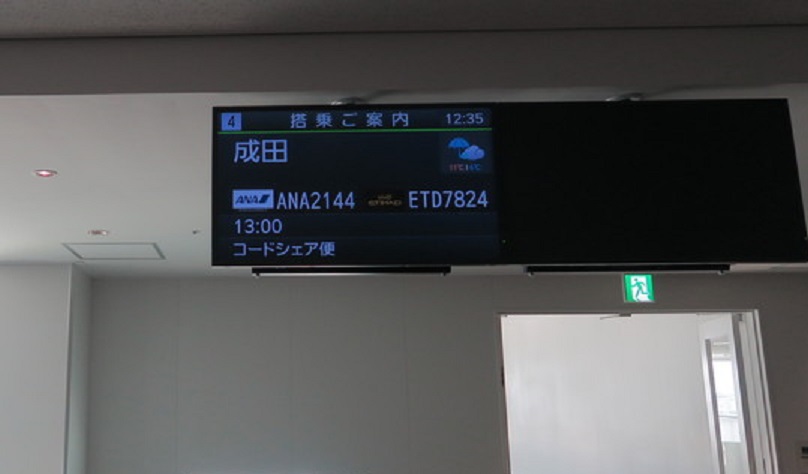 4 搭乗ご案内 12:35
成田
ANA ANA2144 ETIHAD ETD7824
13:00
コードシェア便